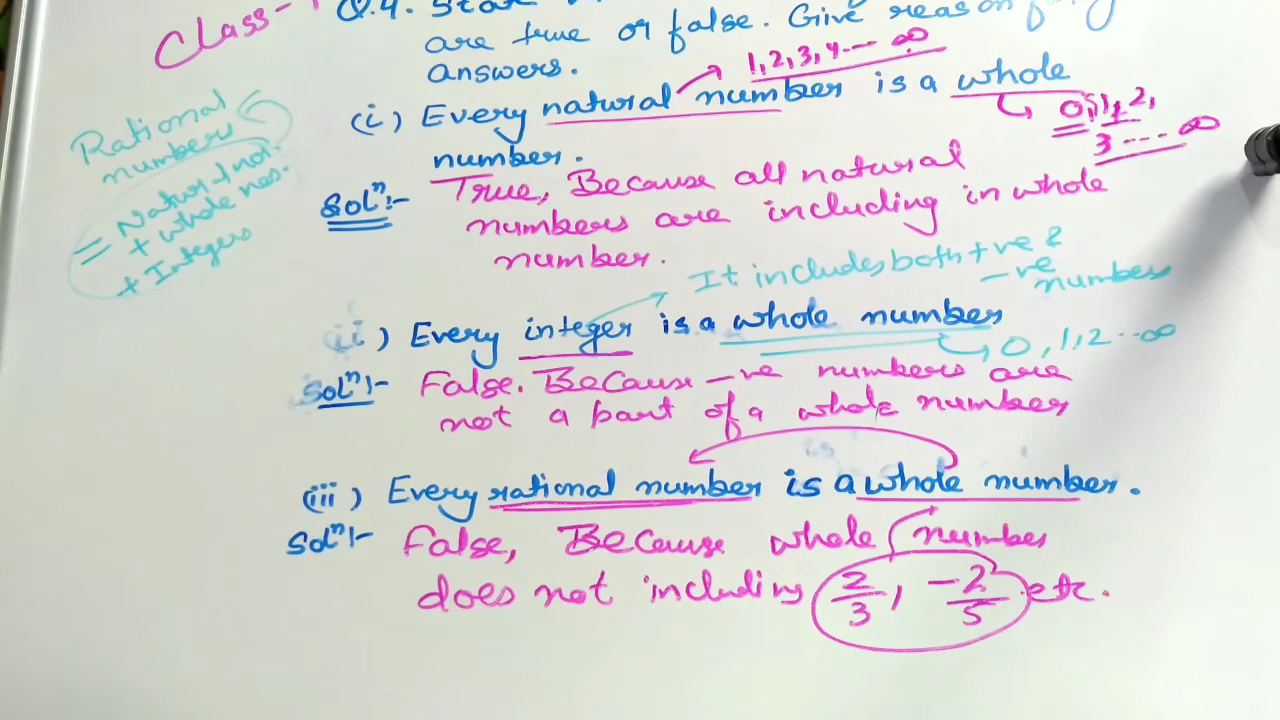 Class-
Q.4. State
are true or false. Give reason for
answers.
1, 2, 3, 4 --- ∞
(i) Every natural number is a whole
number.
0, 1, 2,
3 ---- ∞
Rational
numbers
= Natural nos.
+ whole nos.
+ Integers
Solⁿ:- True, Because all natural
numbers are including in whole
number.
It includes both +ve &
-ve numbers
(ii) Every integer is a whole number
0, 1, 2 -- ∞
Solⁿ:- False. Because -ve numbers are
not a part of a whole number
(iii) Every rational number is a whole number.
Solⁿ:- False, Because whole number
does not including 2/3, -2/5 etc.